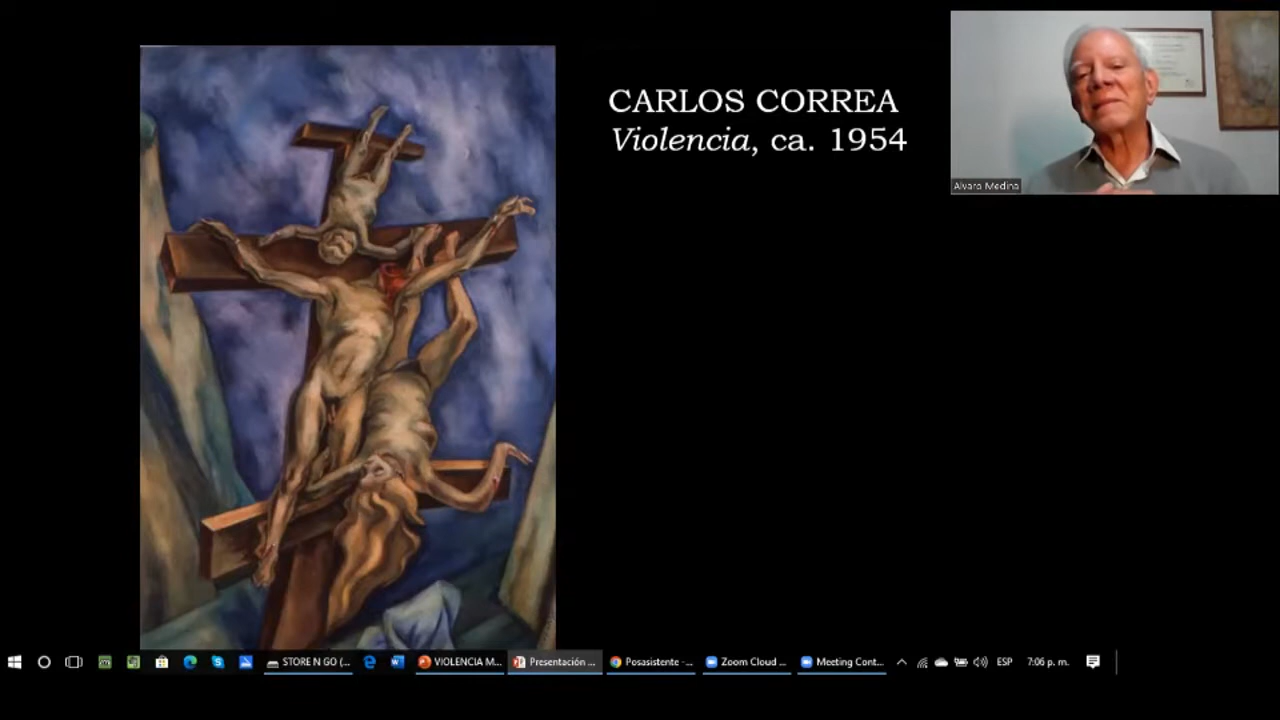 CARLOS CORREA
Violencia, ca. 1954
Alvaro Medina
STORE N GO (...
VIOLENCIA M...
Presentación ...
Posasistente -...
Zoom Cloud ...
Meeting Cont...
ESP
7:06 p. m.